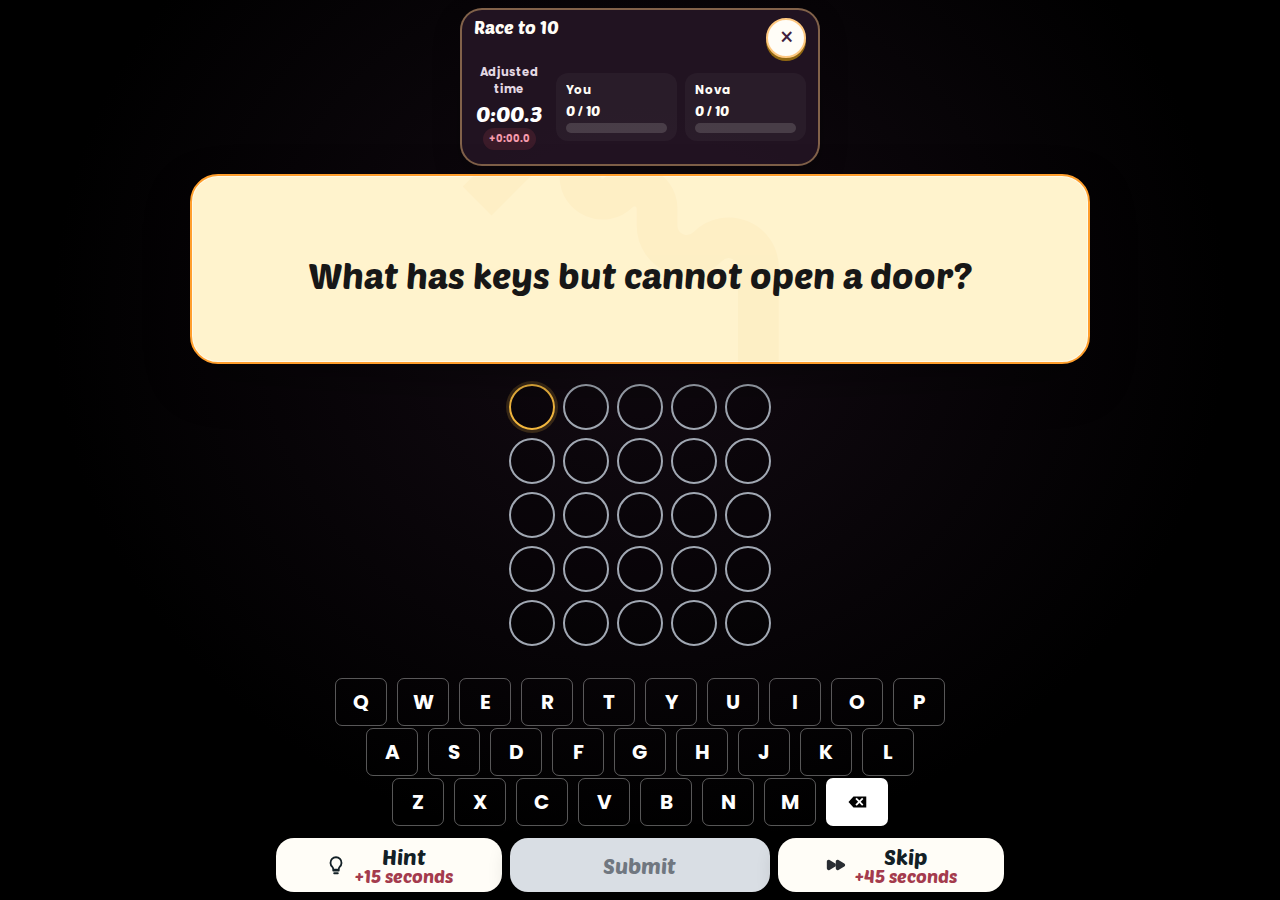 Race to 10
×
Adjusted
time
0:00.3
+0:00.0
You
0 / 10
Nova
0 / 10
What has keys but cannot open a door?
Q W E R T Y U I O P
A S D F G H J K L
Z X C V B N M
Hint
+15 seconds
Submit
Skip
+45 seconds